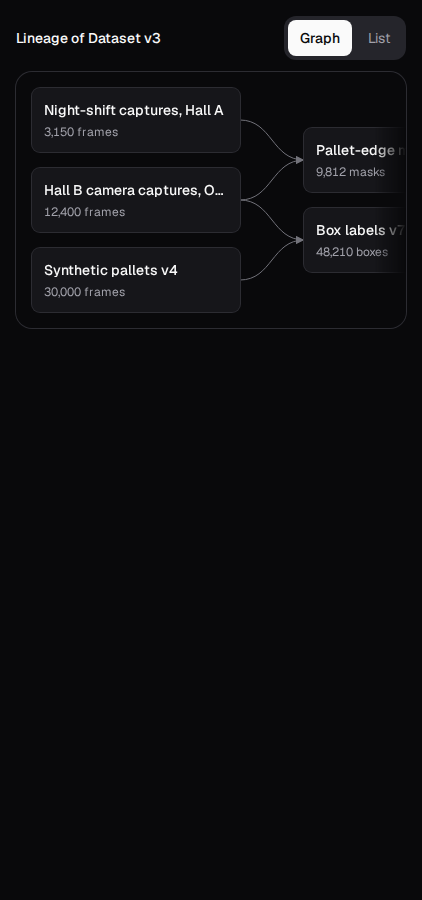 Lineage of Dataset v3
Graph
List
Night-shift captures, Hall A
3,150 frames
Hall B camera captures, O...
12,400 frames
Synthetic pallets v4
30,000 frames
Pallet-edge
9,812 masks
Box labels v7
48,210 boxes